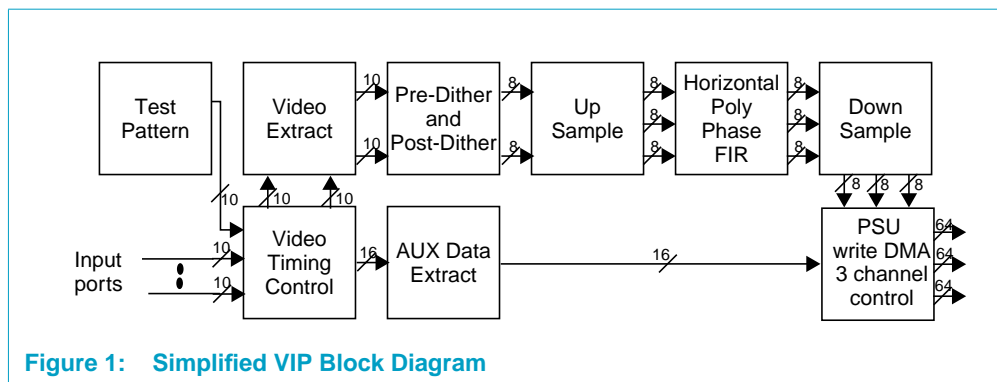 Test
Pattern
Video
Extract
Pre-Dither
and
Post-Dither
Up
Sample
Horizontal
Poly
Phase
FIR
Down
Sample
10
10
8
8
8
8
8
8
8
8
10
10
10
8
8
8
Input
ports
10
10
Video
Timing
Control
16
AUX Data
Extract
16
PSU
write DMA
3 channel
control
64
64
64
Figure 1: Simplified VIP Block Diagram